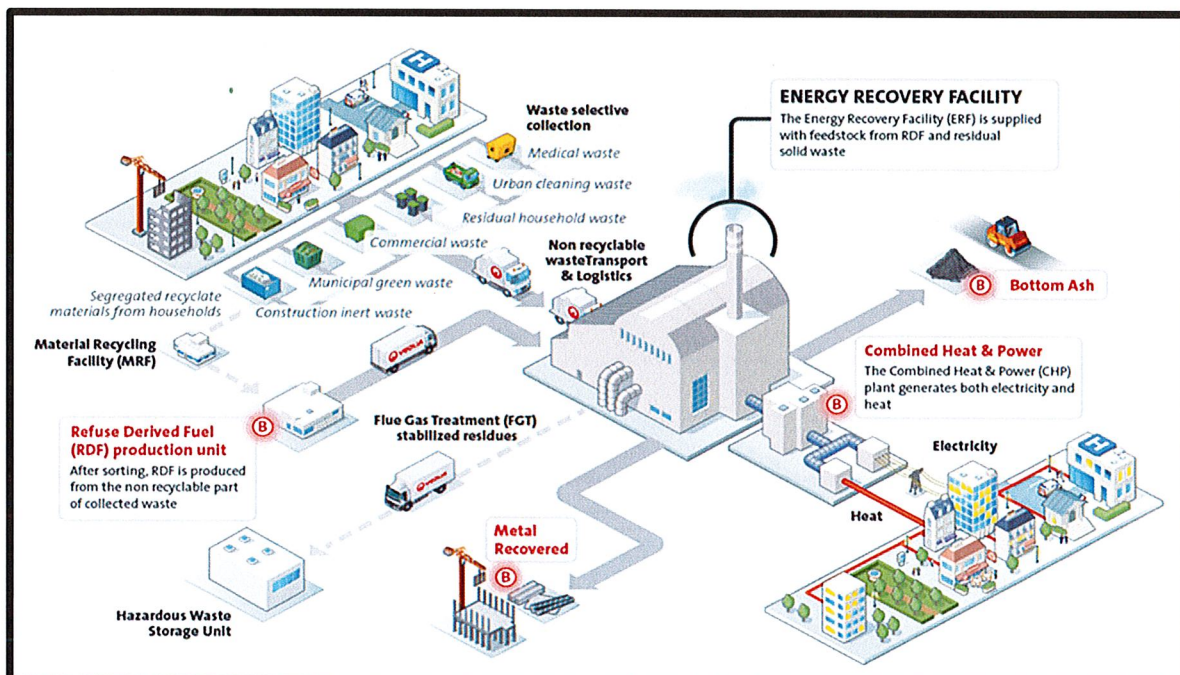 ENERGY RECOVERY FACILITY
The Energy Recovery Facility (ERF) is supplied
with feedstock from RDF and residual
solid waste
Waste selective
collection
Medical waste
Urban cleaning waste
Residual household waste
Commercial waste
Municipal green waste
Construction inert waste
Segregated recyclate
materials from households
Non recyclable
wasteTransport
& Logistics
Material Recycling
Facility (MRF)
VEOLIA
B
Bottom Ash
Combined Heat & Power
The Combined Heat & Power (CHP)
plant generates both electricity and
heat
B
B
Refuse Derived Fuel
(RDF) production unit
After sorting, RDF is produced
from the non recyclable part
of collected waste
Flue Gas Treatment (FGT)
stabilized residues
VEOLIA
Electricity
Heat
Metal
Recovered
B
Hazardous Waste
Storage Unit
H
H